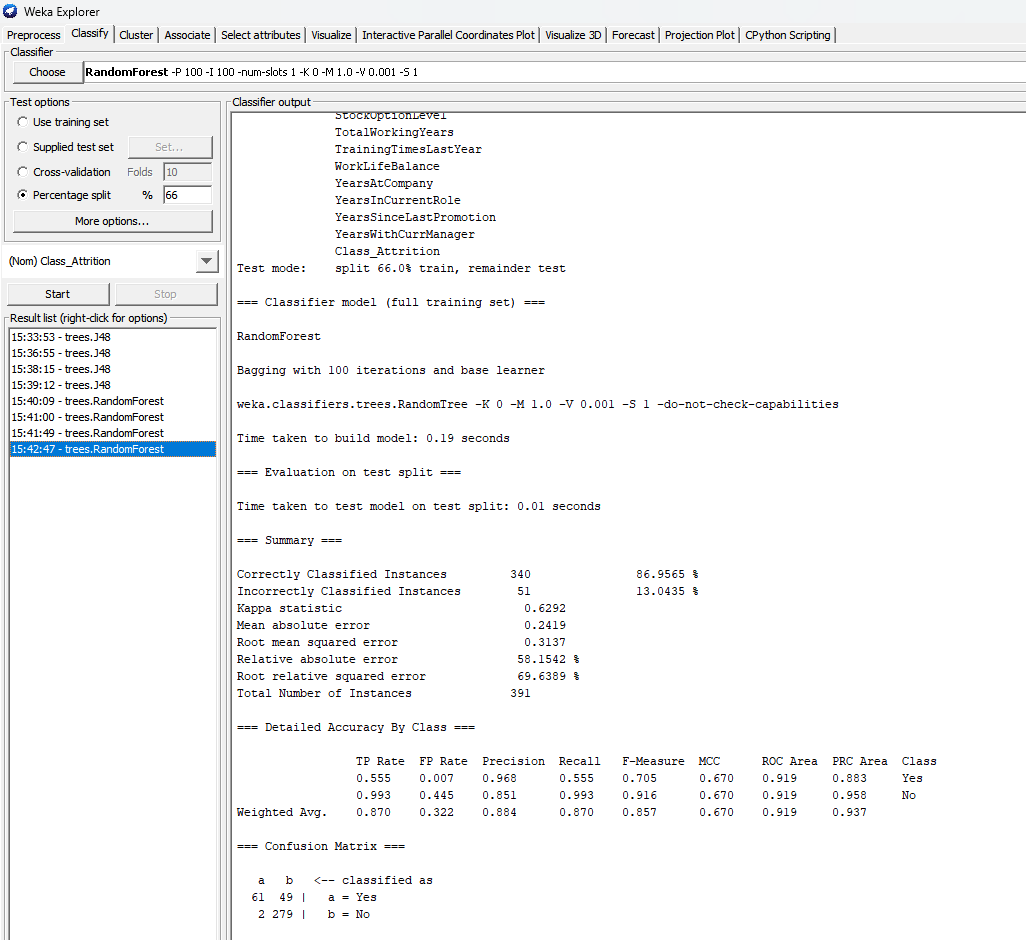 Weka Explorer
Preprocess Classify Cluster Associate Select attributes Visualize Interactive Parallel Coordinates Plot Visualize 3D Forecast Projection Plot CPython Scripting
Classifier
Choose RandomForest -P 100 -I 100 -num-slots 1 -K 0 -M 1.0 -V 0.001 -S 1
Test options
Use training set
Supplied test set Set...
Cross-validation Folds 10
Percentage split % 66
More options...
(Nom) Class_Attrition
Start Stop
Result list (right-click for options)
15:33:53 - trees.J48
15:36:55 - trees.J48
15:38:15 - trees.J48
15:39:12 - trees.J48
15:40:09 - trees.RandomForest
15:41:00 - trees.RandomForest
15:41:49 - trees.RandomForest
15:42:47 - trees.RandomForest
Classifier output
StockOptionLevel
TotalWorkingYears
TrainingTimesLastYear
WorkLifeBalance
YearsAtCompany
YearsInCurrentRole
YearsSinceLastPromotion
YearsWithCurrManager
Class_Attrition
Test mode: split 66.0% train, remainder test
=== Classifier model (full training set) ===
RandomForest
Bagging with 100 iterations and base learner
weka.classifiers.trees.RandomTree -K 0 -M 1.0 -V 0.001 -S 1 -do-not-check-capabilities
Time taken to build model: 0.19 seconds
=== Evaluation on test split ===
Time taken to test model on test split: 0.01 seconds
=== Summary ===
Correctly Classified Instances 340 86.9565 %
Incorrectly Classified Instances 51 13.0435 %
Kappa statistic 0.6292
Mean absolute error 0.2419
Root mean squared error 0.3137
Relative absolute error 58.1542 %
Root relative squared error 69.6389 %
Total Number of Instances 391
=== Detailed Accuracy By Class ===
TP Rate FP Rate Precision Recall F-Measure MCC ROC Area PRC Area Class
0.555 0.007 0.968 0.555 0.705 0.670 0.919 0.883 Yes
0.993 0.445 0.851 0.993 0.916 0.670 0.919 0.958 No
Weighted Avg. 0.870 0.322 0.884 0.870 0.857 0.670 0.919 0.937
=== Confusion Matrix ===
a b <-- classified as
61 49 | a = Yes
2 279 | b = No